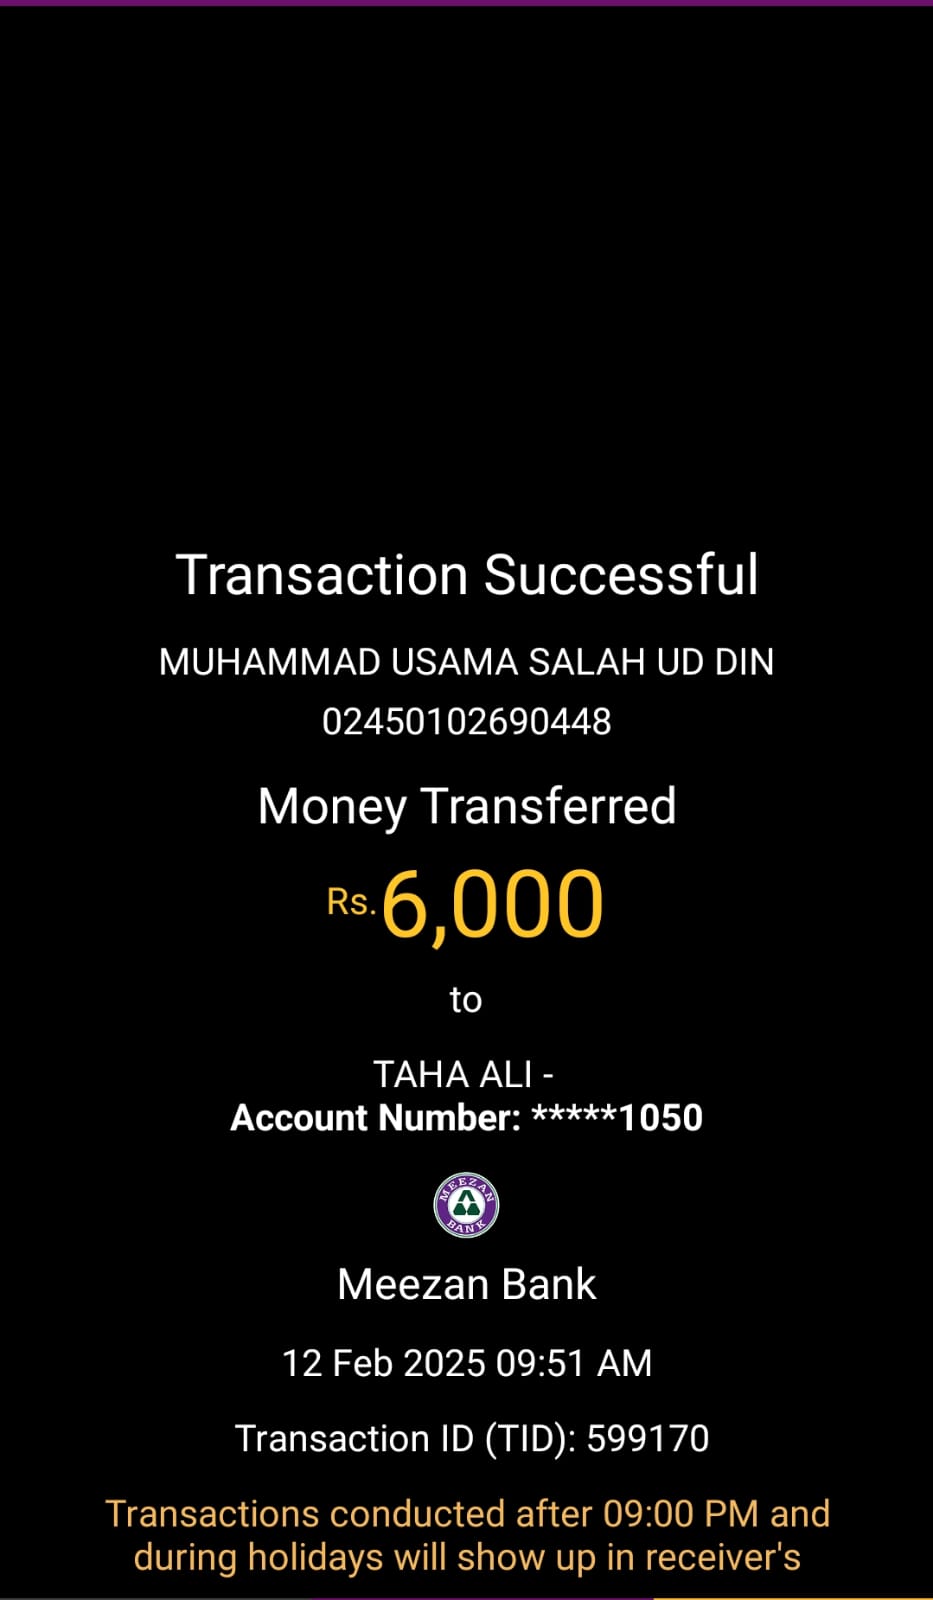 Transaction Successful
MUHAMMAD USAMA SALAH UD DIN
02450102690448
Money Transferred
Rs.6,000
to
TAHA ALI -
Account Number: *****1050
MEEZAN
BANK
Meezan Bank
12 Feb 2025 09:51 AM
Transaction ID (TID): 599170
Transactions conducted after 09:00 PM and
during holidays will show up in receiver's